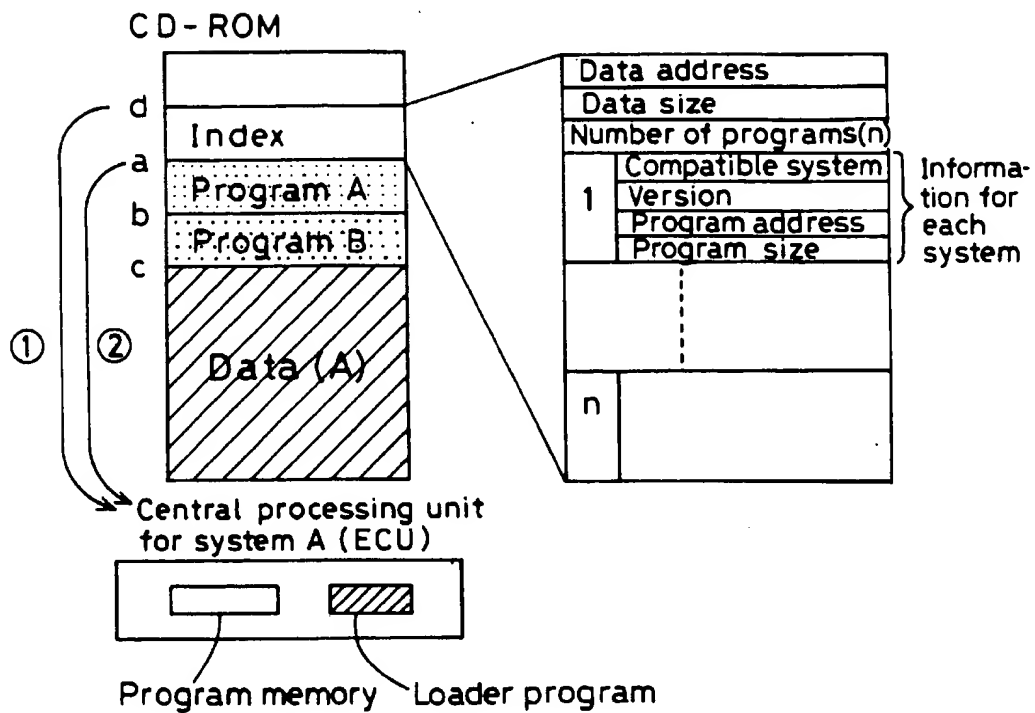 CD-ROM
d
Index
a
Program A
b
Program B
c
Data (A)
①
②
Data address
Data size
Number of programs(n)
1
Compatible system
Version
Program address
Program size
Informa-
tion for
each
system
n
Central processing unit
for system A (ECU)
Program memory
Loader program